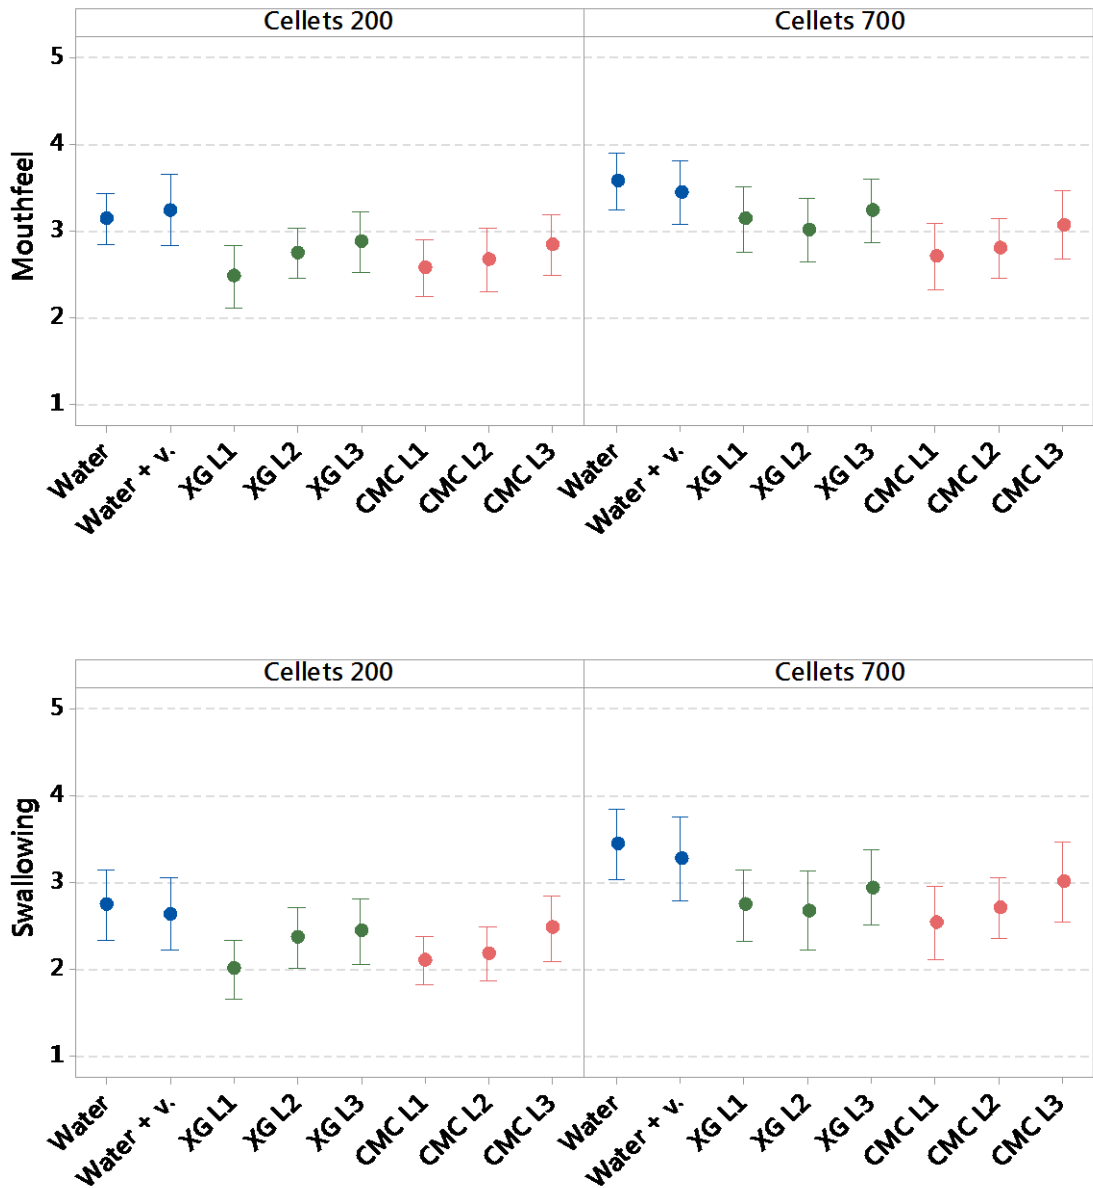 Cellets 200 Cellets 700
Mouthfeel
5
4
3
2
1
Water Water + v. XG L1 XG L2 XG L3 CMC L1 CMC L2 CMC L3 Water Water + v. XG L1 XG L2 XG L3 CMC L1 CMC L2 CMC L3
Cellets 200 Cellets 700
Swallowing
5
4
3
2
1
Water Water + v. XG L1 XG L2 XG L3 CMC L1 CMC L2 CMC L3 Water Water + v. XG L1 XG L2 XG L3 CMC L1 CMC L2 CMC L3